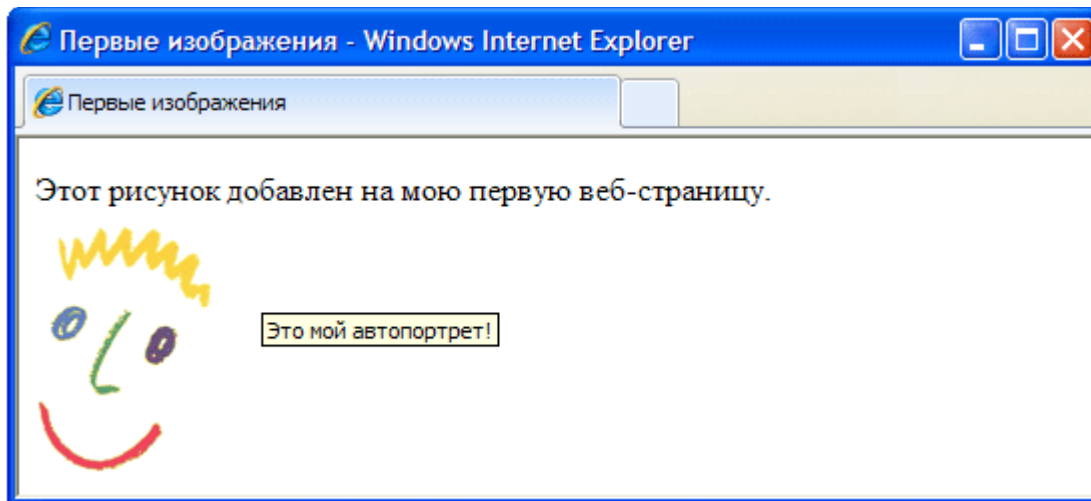 Первые изображения - Windows Internet Explorer
Первые изображения
Этот рисунок добавлен на мою первую веб-страницу.
Это мой автопортрет!